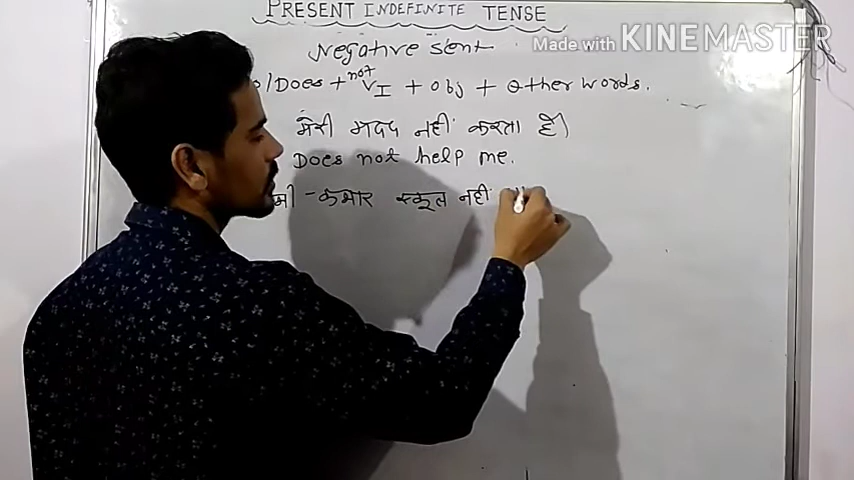 PRESENT INDEFINITE TENSE
Made with KINEMASTER
Negative Sent
/Does + not V I + obj + Other words.
मेरी मदद नहीं करता है।
Does not help me.
कभार स्कूल नहीं